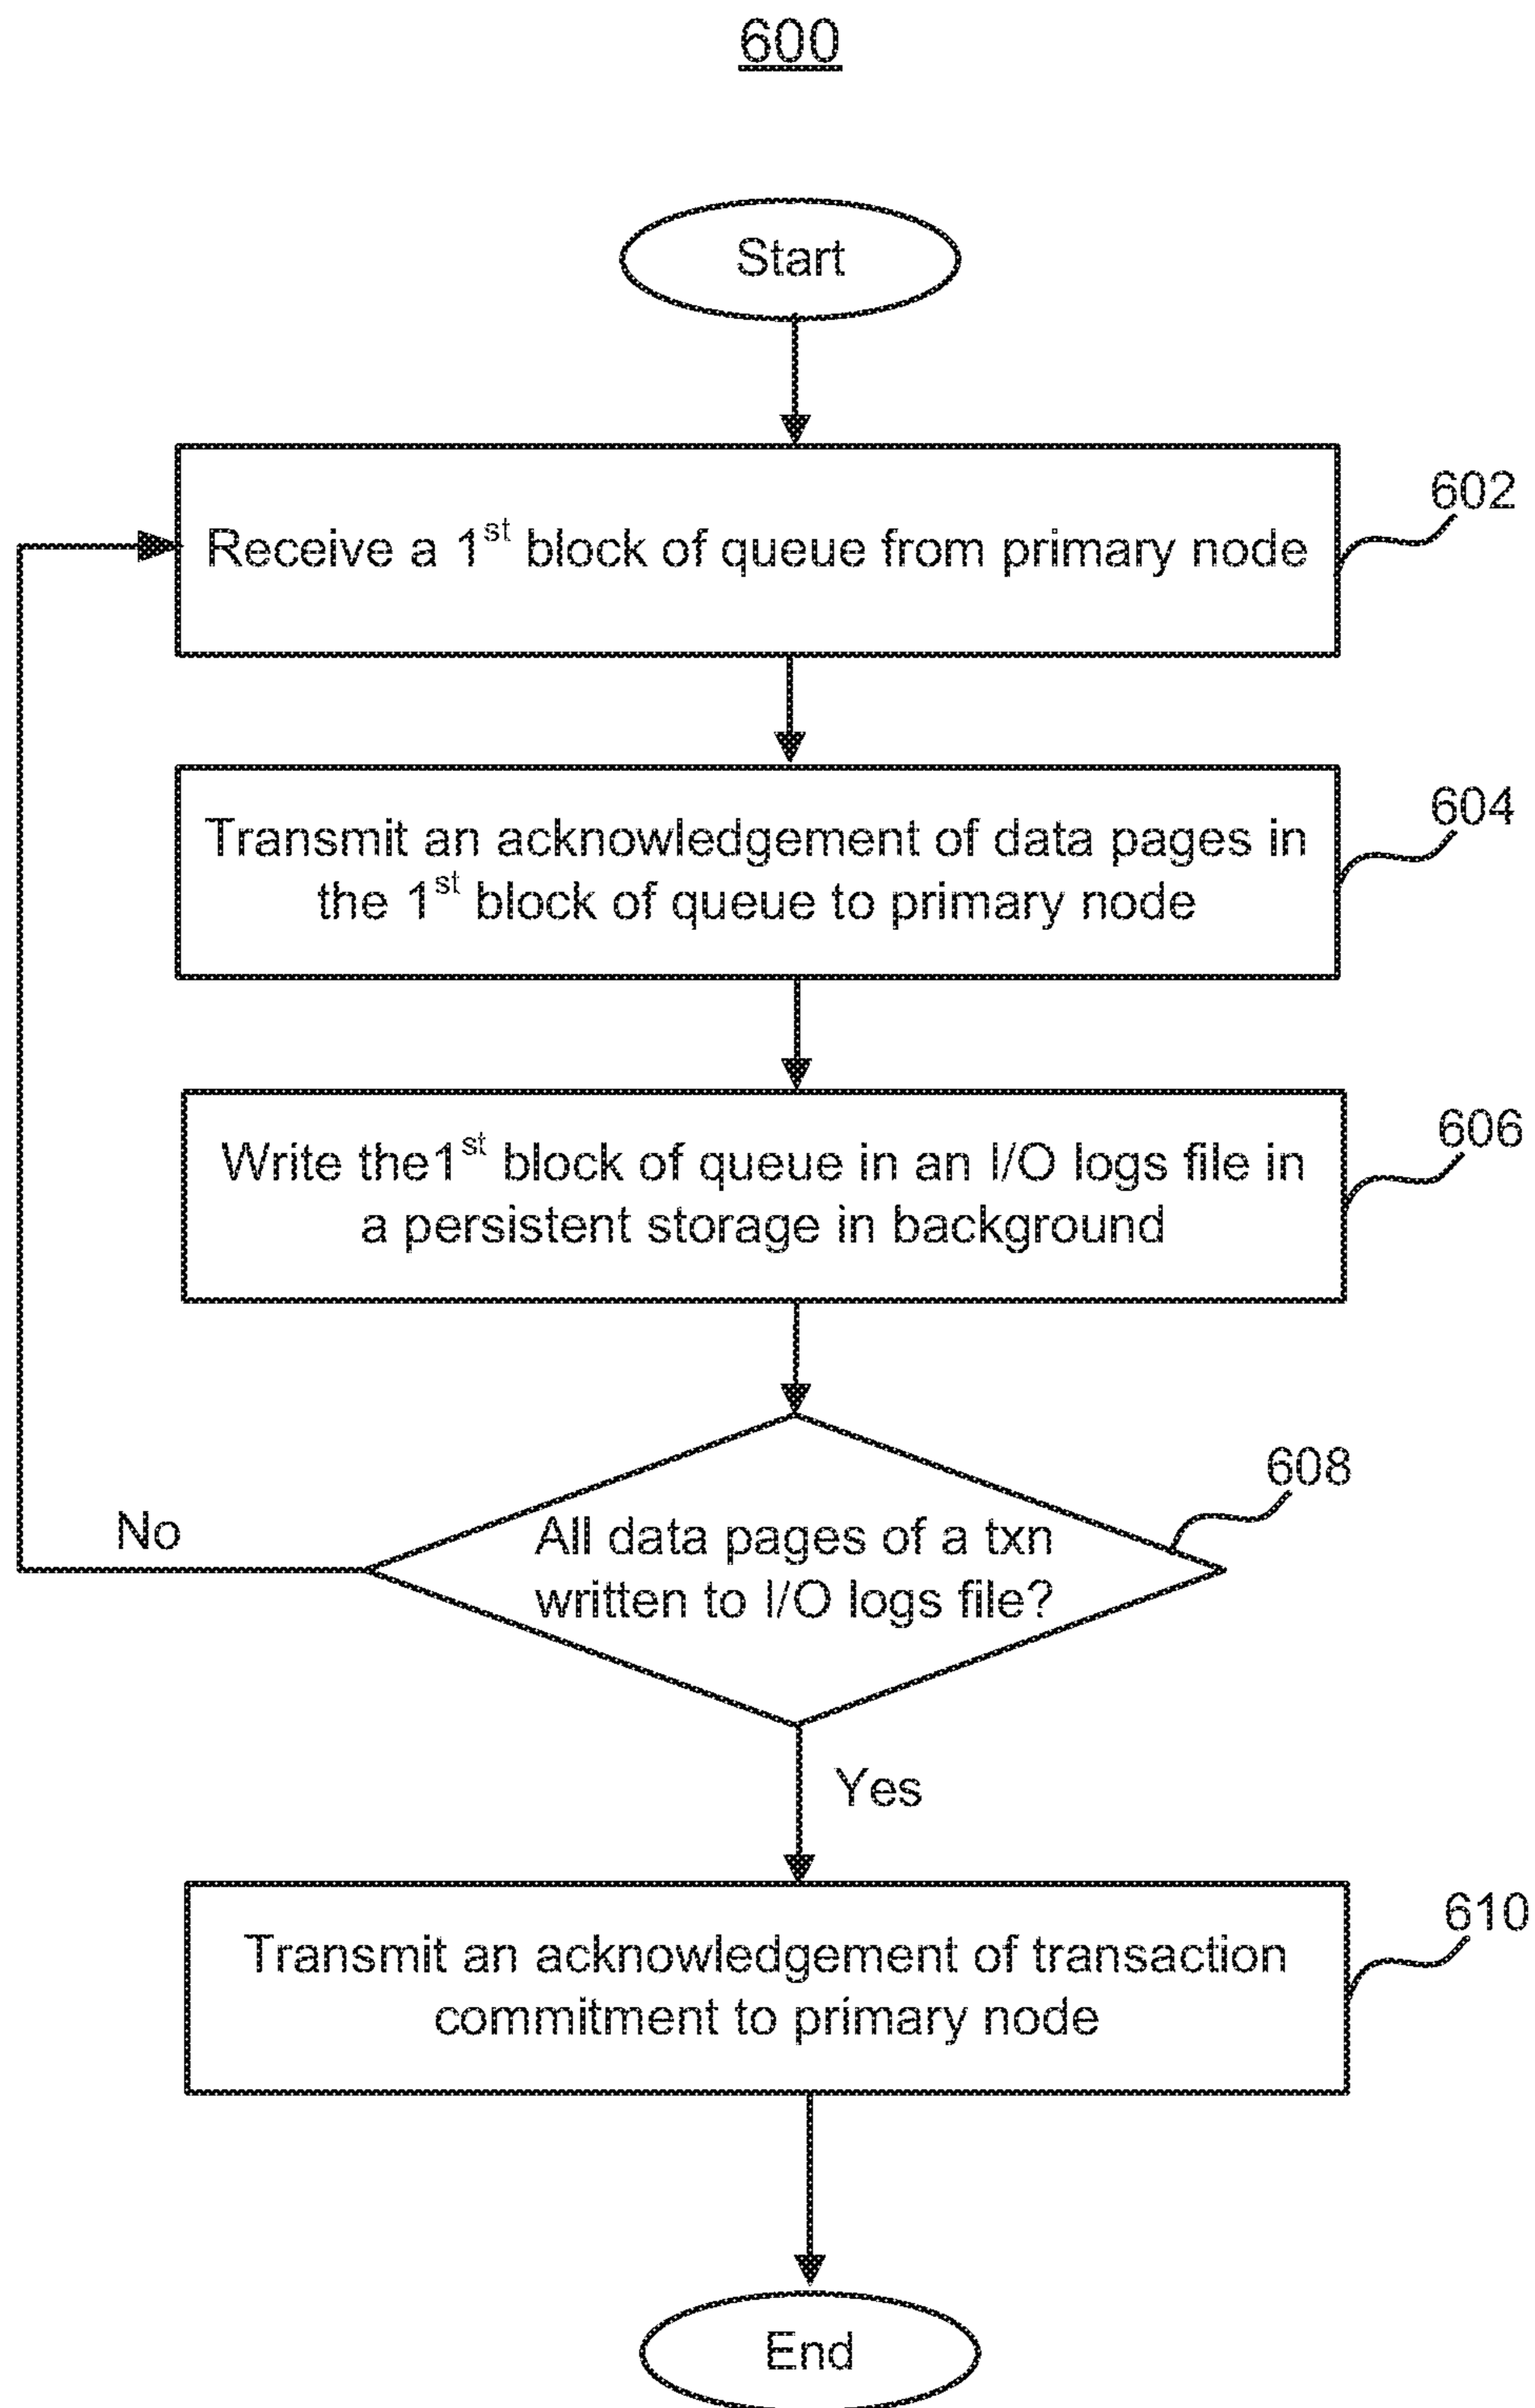 600
Start
Receive a 1st block of queue from primary node
602
Transmit an acknowledgement of data pages in
the 1st block of queue to primary node
604
Write the1st block of queue in an I/O logs file in
a persistent storage in background
606
All data pages of a txn
written to I/O logs file?
608
No
Yes
Transmit an acknowledgement of transaction
commitment to primary node
610
End